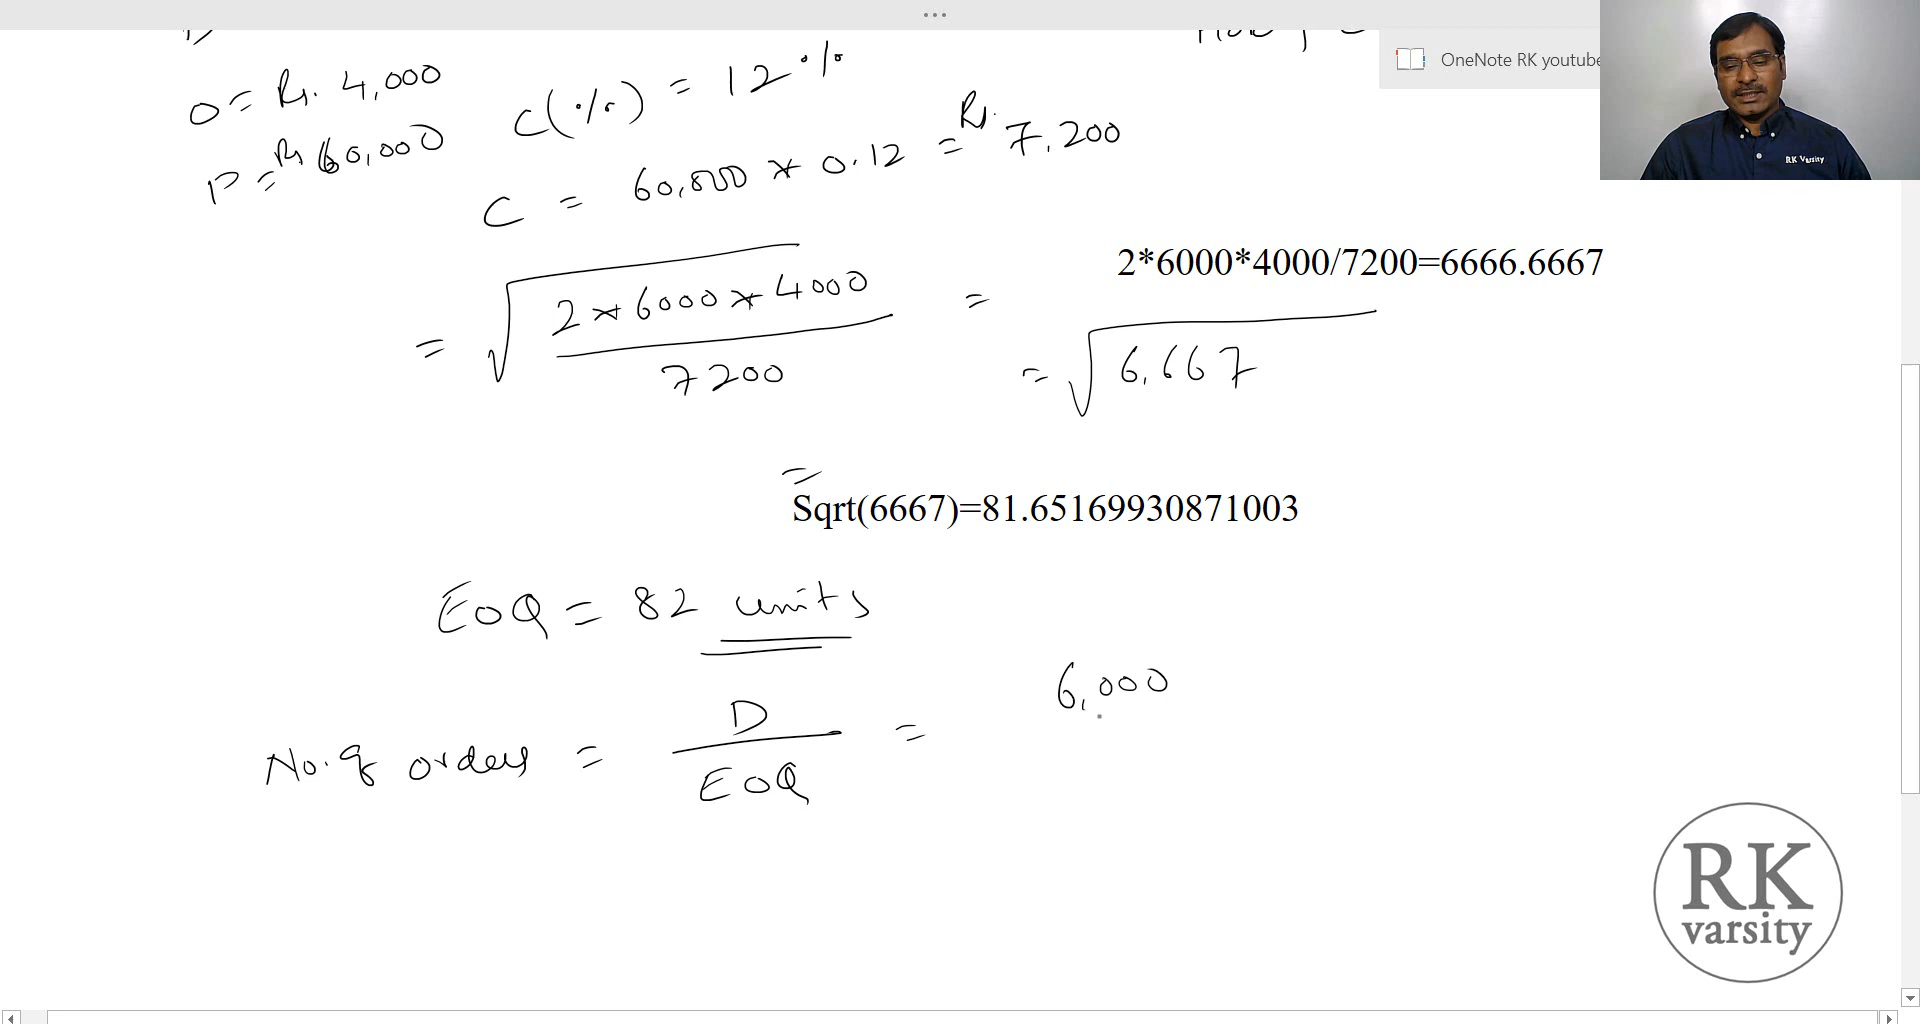 O = Rs. 4,000
C(%) = 12%
OneNote RK youtube
P = Rs 60,000
C = 60,000 * 0.12 = Rs. 7,200
RK Varsity
2*6000*4000/7200=6666.6667
= √ 2 * 6000 * 4000 =
7200
= √ 6,667
=
Sqrt(6667)=81.65169930871003
EOQ = 82 units
No. of orders = D / EOQ = 6,000
RK
varsity